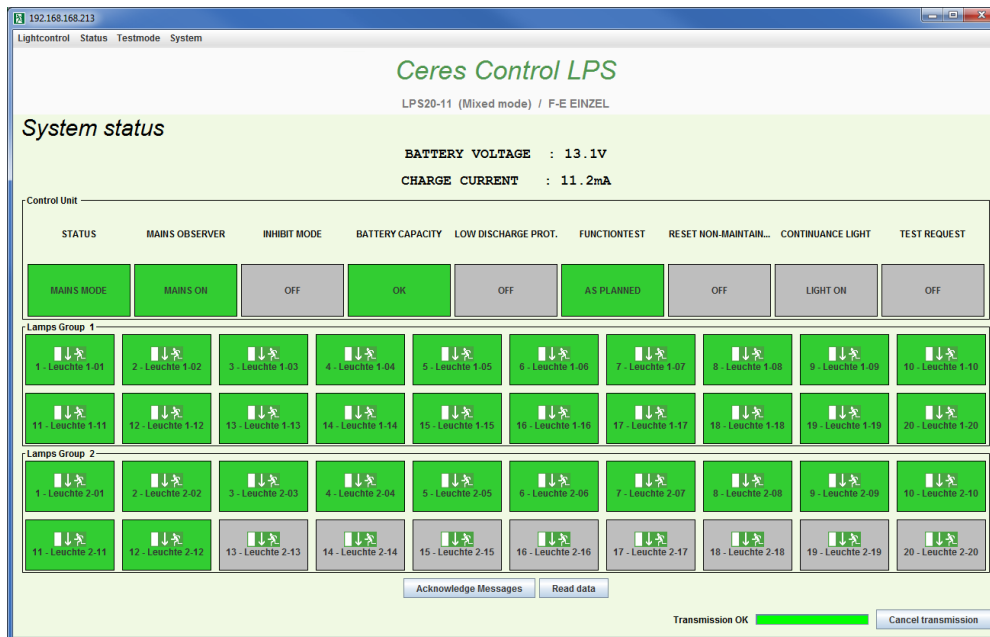 192.168.168.213
Lightcontrol Status Testmode System
Ceres Control LPS
LPS20-11 (Mixed mode) / F-E EINZEL
System status
BATTERY VOLTAGE : 13.1V
CHARGE CURRENT : 11.2mA
Control Unit
STATUS MAINS OBSERVER INHIBIT MODE BATTERY CAPACITY LOW DISCHARGE PROT. FUNCTIONTEST RESET NON-MAINTAIN... CONTINUANCE LIGHT TEST REQUEST
MAINS MODE MAINS ON OFF OK OFF AS PLANNED OFF LIGHT ON OFF
Lamps Group 1
1 - Leuchte 1-01 2 - Leuchte 1-02 3 - Leuchte 1-03 4 - Leuchte 1-04 5 - Leuchte 1-05 6 - Leuchte 1-06 7 - Leuchte 1-07 8 - Leuchte 1-08 9 - Leuchte 1-09 10 - Leuchte 1-10
11 - Leuchte 1-11 12 - Leuchte 1-12 13 - Leuchte 1-13 14 - Leuchte 1-14 15 - Leuchte 1-15 16 - Leuchte 1-16 17 - Leuchte 1-17 18 - Leuchte 1-18 19 - Leuchte 1-19 20 - Leuchte 1-20
Lamps Group 2
1 - Leuchte 2-01 2 - Leuchte 2-02 3 - Leuchte 2-03 4 - Leuchte 2-04 5 - Leuchte 2-05 6 - Leuchte 2-06 7 - Leuchte 2-07 8 - Leuchte 2-08 9 - Leuchte 2-09 10 - Leuchte 2-10
11 - Leuchte 2-11 12 - Leuchte 2-12 13 - Leuchte 2-13 14 - Leuchte 2-14 15 - Leuchte 2-15 16 - Leuchte 2-16 17 - Leuchte 2-17 18 - Leuchte 2-18 19 - Leuchte 2-19 20 - Leuchte 2-20
Acknowledge Messages Read data
Transmission OK Cancel transmission